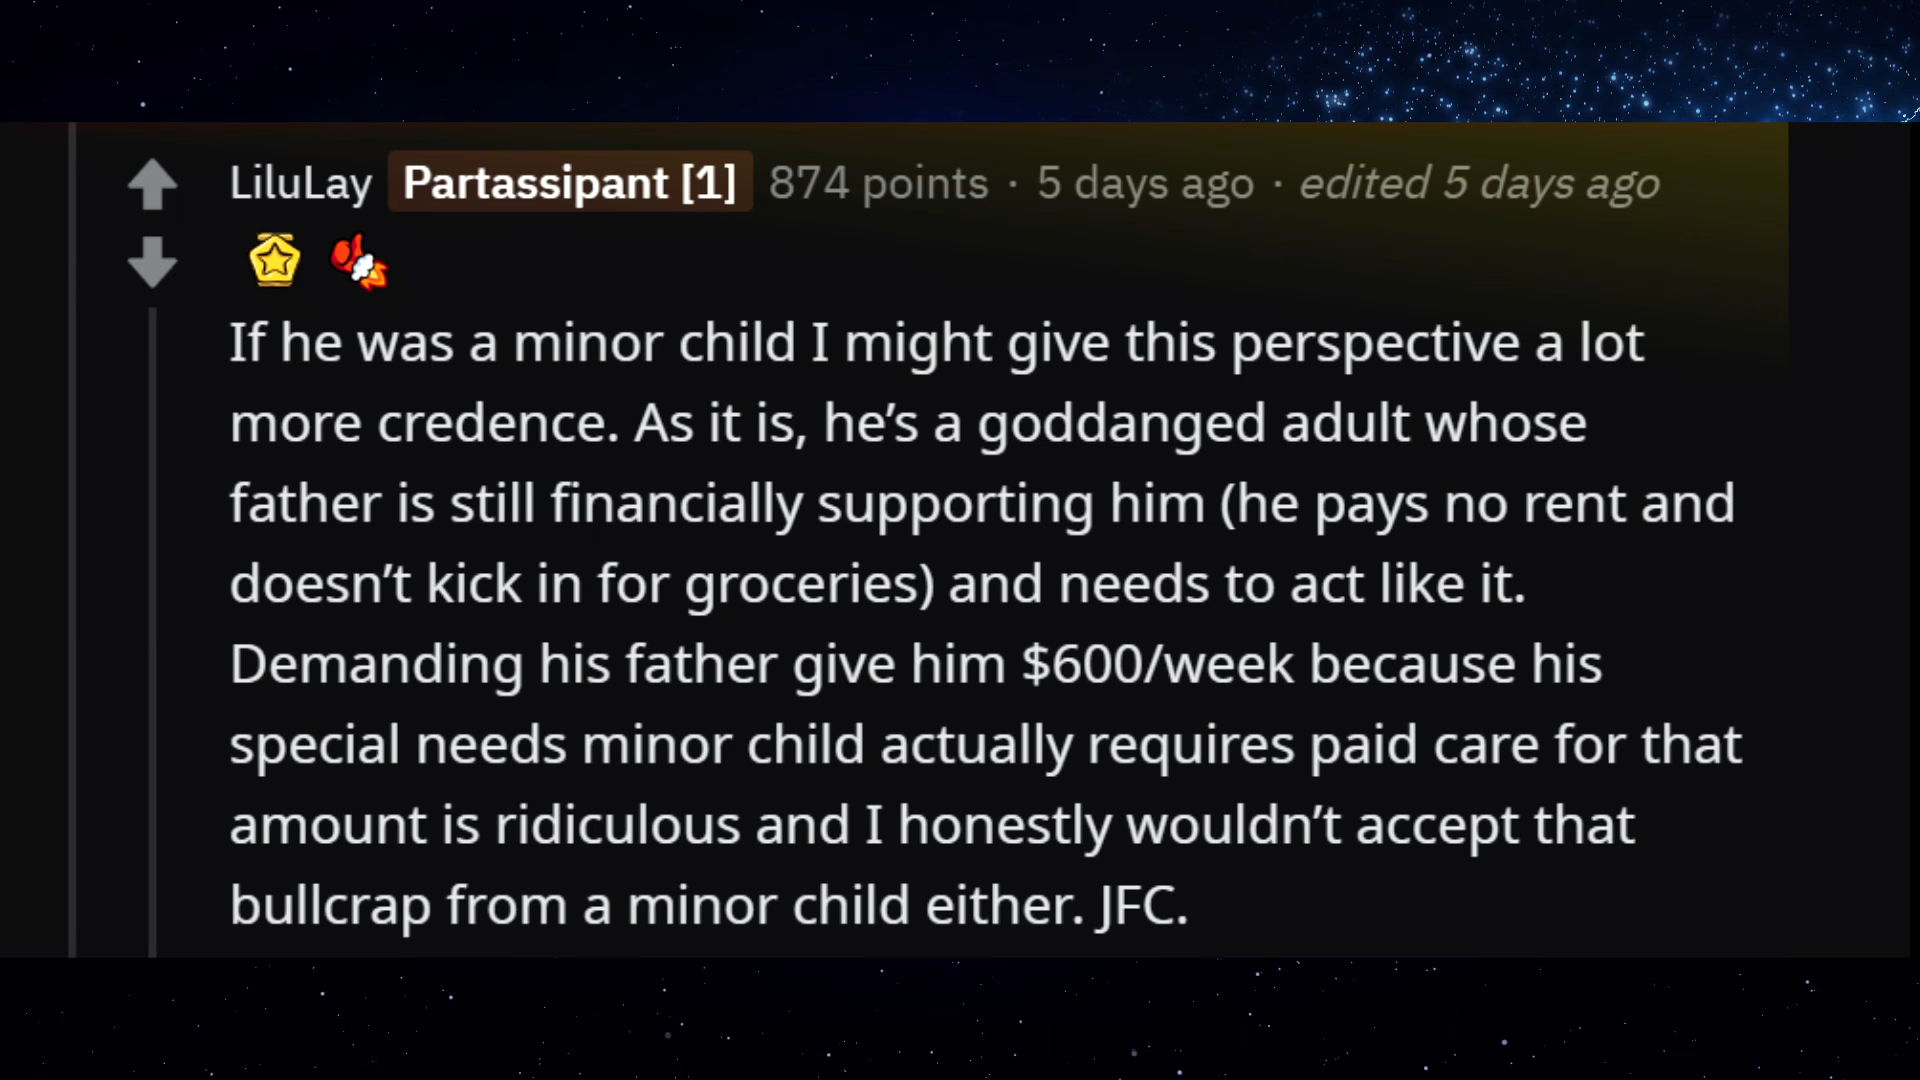 LiluLay Partassipant [1] 874 points · 5 days ago · edited 5 days ago
If he was a minor child I might give this perspective a lot
more credence. As it is, he’s a goddanged adult whose
father is still financially supporting him (he pays no rent and
doesn’t kick in for groceries) and needs to act like it.
Demanding his father give him $600/week because his
special needs minor child actually requires paid care for that
amount is ridiculous and I honestly wouldn’t accept that
bullcrap from a minor child either. JFC.